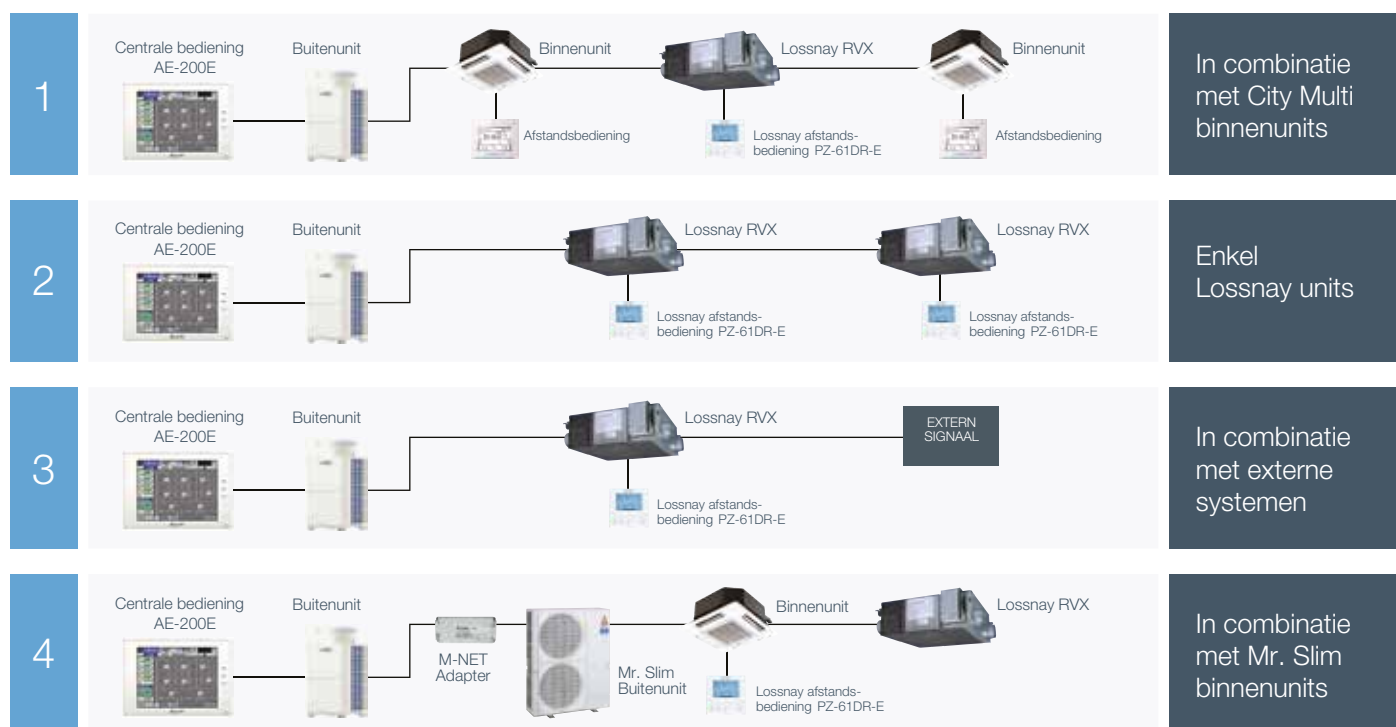 1
Centrale bediening
AE-200E
Buitenunit
Binnenunit
Lossnay RVX
Binnenunit
Afstandsbediening
Lossnay afstands-
bediening PZ-61DR-E
Afstandsbediening
In combinatie
met City Multi
binnenunits
2
Centrale bediening
AE-200E
Buitenunit
Lossnay RVX
Lossnay RVX
Lossnay afstands-
bediening PZ-61DR-E
Lossnay afstands-
bediening PZ-61DR-E
Enkel
Lossnay units
3
Centrale bediening
AE-200E
Buitenunit
Lossnay RVX
EXTERN
SIGNAAL
Lossnay afstands-
bediening PZ-61DR-E
In combinatie
met externe
systemen
4
Centrale bediening
AE-200E
Buitenunit
M-NET
Adapter
Mr. Slim
Buitenunit
Binnenunit
Lossnay RVX
Lossnay afstands-
bediening PZ-61DR-E
In combinatie
met Mr. Slim
binnenunits